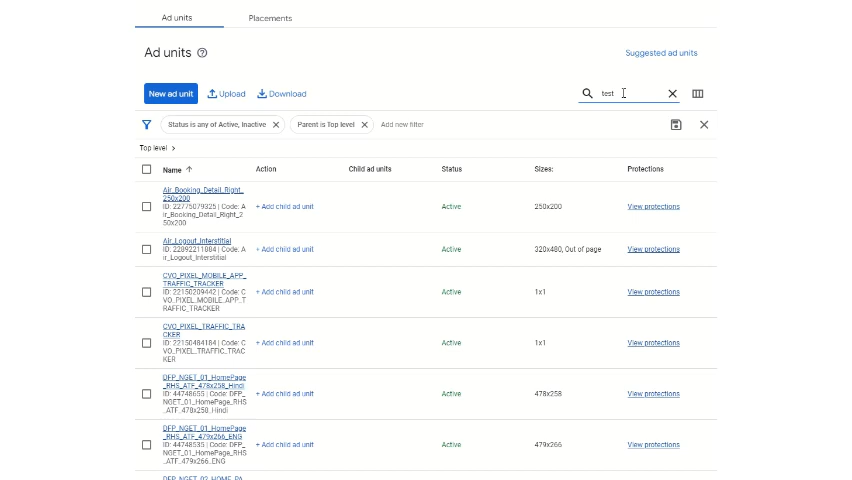 Ad units Placements
Ad units
Suggested ad units
New ad unit Upload Download test
Status is any of Active, Inactive Parent is Top level Add new filter
Top level
Name Action Child ad units Status Sizes: Protections
Air_Booking_Detail_Right_
250x200
ID: 22775079325 | Code: A
ir_Booking_Detail_Right_2
50x200
+ Add child ad unit Active 250x200 View protections
Air_Logout_Interstitial
ID: 22892211884 | Code: A
ir_Logout_Interstitial
+ Add child ad unit Active 320x480, Out of page View protections
CVO_PIXEL_MOBILE_APP_
TRAFFIC_TRACKER
ID: 22150209442 | Code: C
VO_PIXEL_MOBILE_APP_T
RAFFIC_TRACKER
+ Add child ad unit Active 1x1 View protections
CVO_PIXEL_TRAFFIC_TRA
CKER
ID: 22150484184 | Code: C
VO_PIXEL_TRAFFIC_TRAC
KER
+ Add child ad unit Active 1x1 View protections
DFP_NGET_01_HomePage
_RHS_ATF_478x258_Hindi
ID: 44748655 | Code: DFP_
NGET_01_HomePage_RHS
_ATF_478x258_Hindi
+ Add child ad unit Active 478x258 View protections
DFP_NGET_01_HomePage
_RHS_ATF_479x266_ENG
ID: 44748535 | Code: DFP_
NGET_01_HomePage_RHS
_ATF_479x266_ENG
+ Add child ad unit Active 479x266 View protections